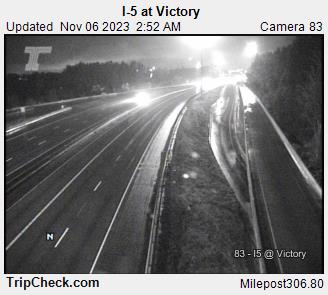 I-5 at Victory
Updated Nov 06 2023 2:52 AM Camera 83
T
N
83 - I5 @ Victory
TripCheck.com Milepost306.80